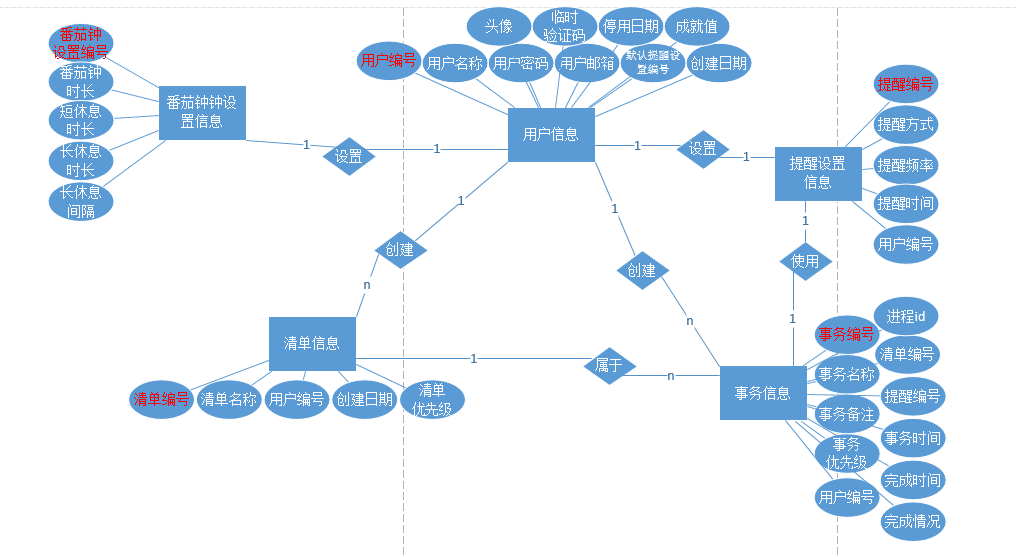 番茄钟
设置编号
番茄钟
时长
短休息
时长
长休息
时长
长休息
间隔
番茄钟钟设
置信息
1
设置
1
头像
临时
验证码
停用日期
成就值
用户编号
用户名称
用户密码
用户邮箱
默认提醒设
置编号
创建日期
用户信息
1
设置
1
提醒设置
信息
提醒编号
提醒方式
提醒频率
提醒时间
用户编号
1
创建
n
1
创建
n
1
使用
1
清单信息
清单编号
清单名称
用户编号
创建日期
清单
优先级
1
属于
n
事务信息
事务编号
进程id
清单编号
事务名称
提醒编号
事务备注
事务时间
事务
优先级
完成时间
用户编号
完成情况